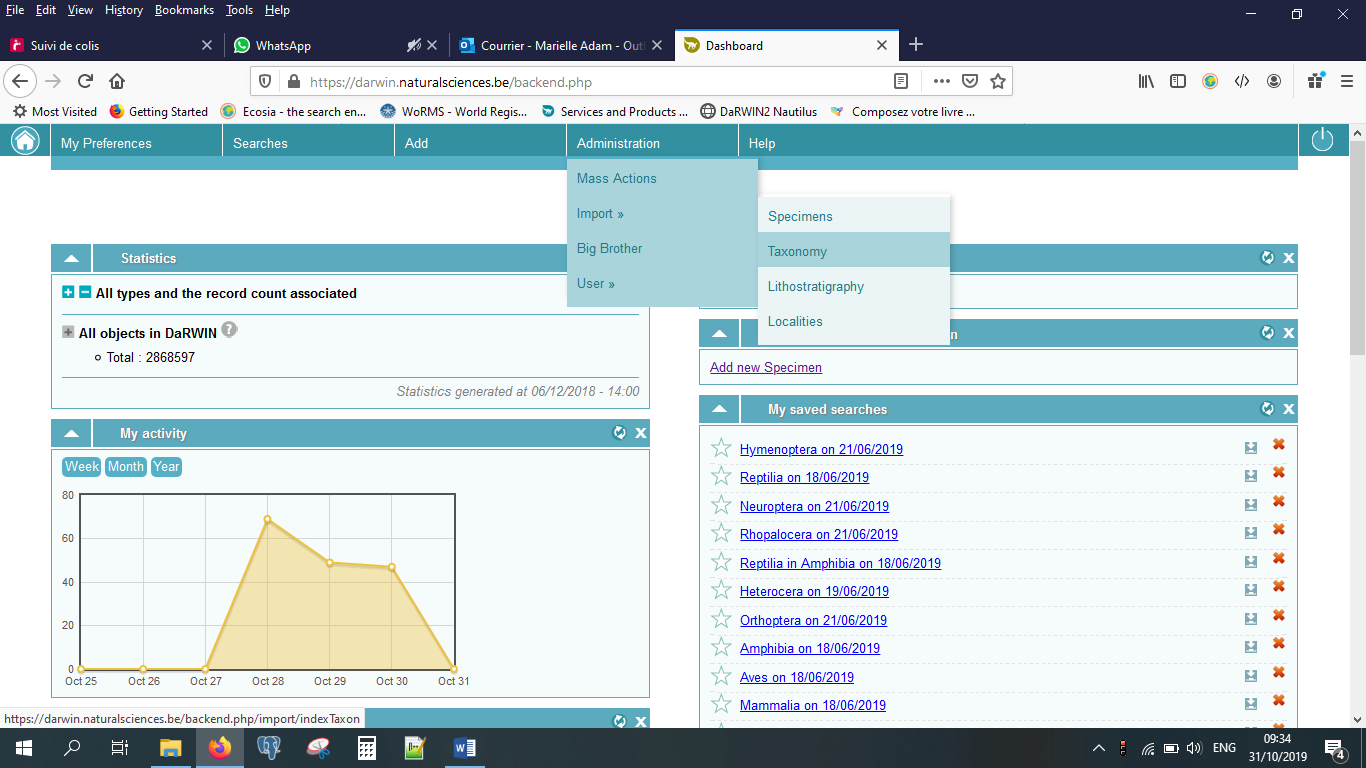 File Edit View History Bookmarks Tools Help
Suivi de colis
WhatsApp
Courrier - Marielle Adam - Out
Dashboard
https://darwin.naturalsciences.be/backend.php
Most Visited Getting Started Ecosia - the search en... WoRMS - World Regis... Services and Products ... DaRWIN2 Nautilus Composez votre livre ...
My Preferences Searches Add Administration Help
Mass Actions
Import »
Big Brother
User »
Specimens
Taxonomy
Lithostratigraphy
Localities
Statistics
All types and the record count associated
All objects in DaRWIN ?
Total : 2868597
Statistics generated at 06/12/2018 - 14:00
My activity
Week Month Year
80
60
40
20
0
Oct 25 Oct 26 Oct 27 Oct 28 Oct 29 Oct 30 Oct 31
Add new Specimen
My saved searches
Hymenoptera on 21/06/2019
Reptilia on 18/06/2019
Neuroptera on 21/06/2019
Rhopalocera on 21/06/2019
Reptilia in Amphibia on 18/06/2019
Heterocera on 19/06/2019
Orthoptera on 21/06/2019
Amphibia on 18/06/2019
Aves on 18/06/2019
Mammalia on 18/06/2019
https://darwin.naturalsciences.be/backend.php/import/indexTaxon
ENG
09:34
31/10/2019
4